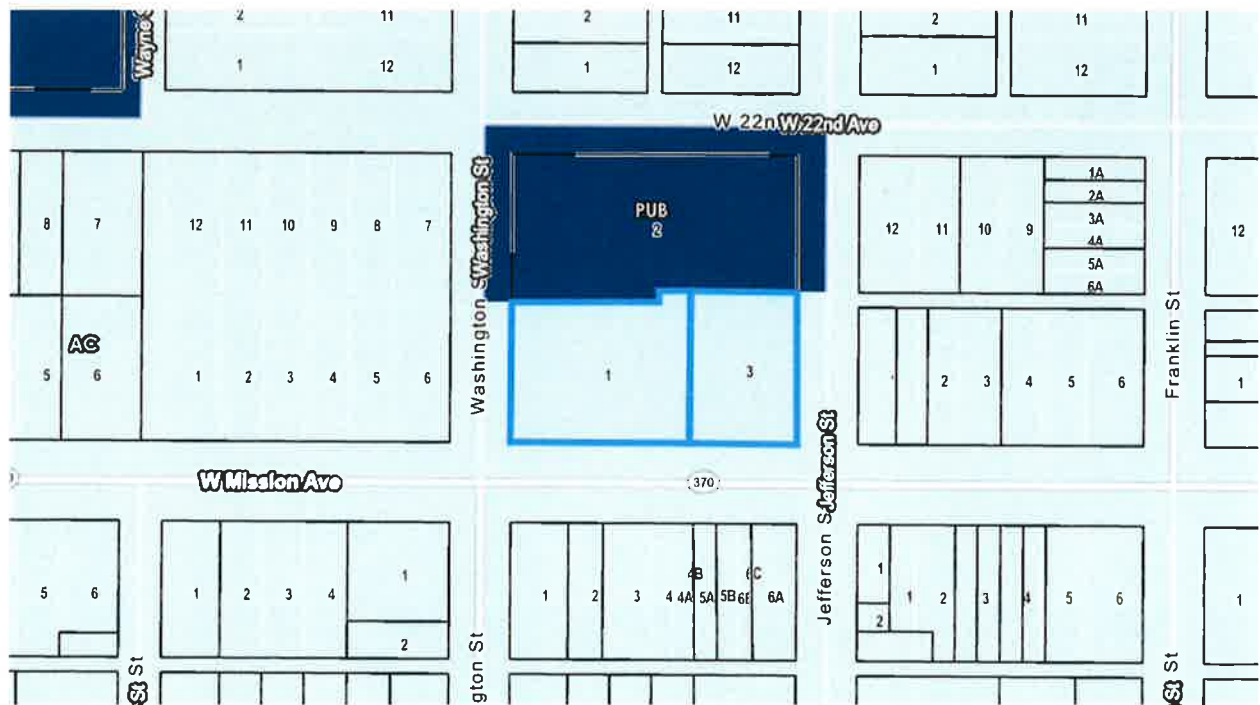 Wayne S
2 11
1 12
2
1
11
12
2
1
11
12
W 22n W 22nd Ave
8 7
12 11 10 9 8 7
Washington S
Washington St
PUB
2
12 11 10 9
1A
2A
3A
4A
5A
6A
12
AC
5 6
1 2 3 4 5 6
Washington St
1
3
2 3 4 5 6
Franklin St
1
W Mission Ave
370
Jefferson St
Jefferson S
5 6
1 2 3 4
1
2
1 2 3 4 4A
4B
5A 5B
6C
6A
1
2
1 2 3 4 5 6
1
St
St
gton St
St
St